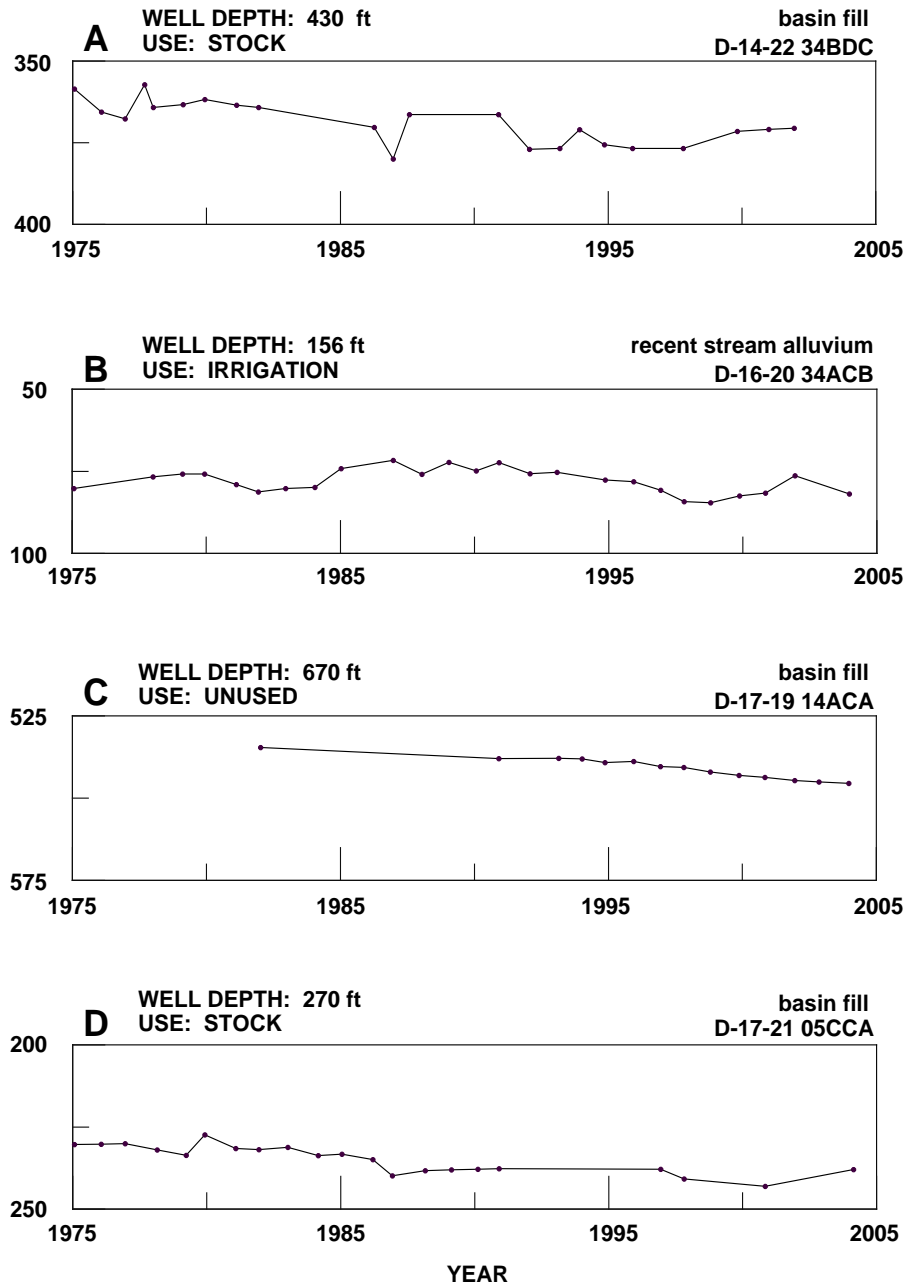 A
WELL DEPTH: 430 ft
USE: STOCK
basin fill
D-14-22 34BDC
350
400
1975 1985 1995 2005
B
WELL DEPTH: 156 ft
USE: IRRIGATION
recent stream alluvium
D-16-20 34ACB
50
100
1975 1985 1995 2005
C
WELL DEPTH: 670 ft
USE: UNUSED
basin fill
D-17-19 14ACA
525
575
1975 1985 1995 2005
D
WELL DEPTH: 270 ft
USE: STOCK
basin fill
D-17-21 05CCA
200
250
1975 1985 1995 2005
YEAR